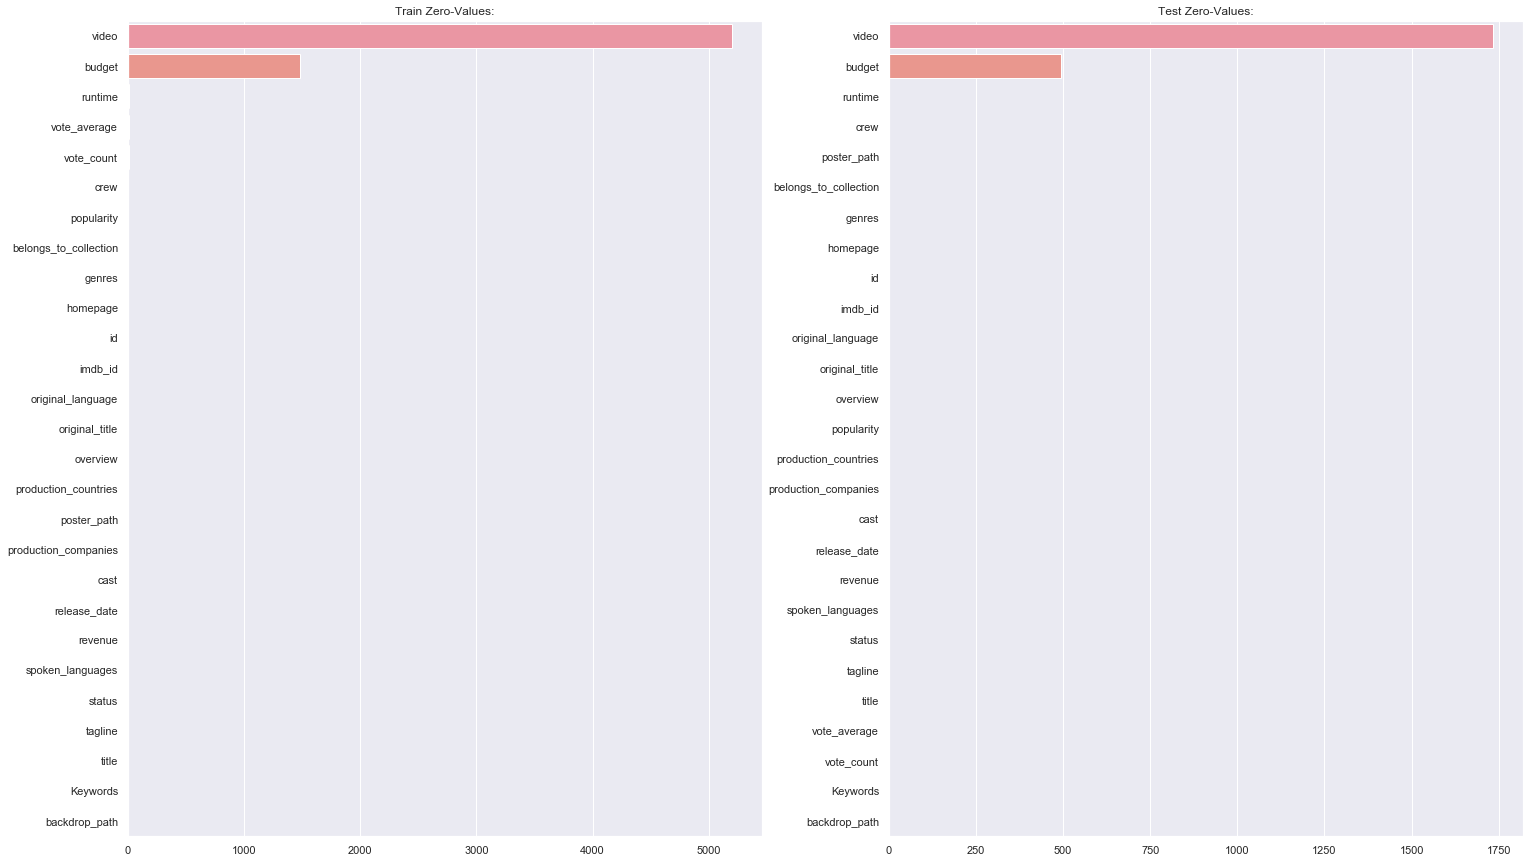 Train Zero-Values:
video
budget
runtime
vote_average
vote_count
crew
popularity
belongs_to_collection
genres
homepage
id
imdb_id
original_language
original_title
overview
production_countries
poster_path
production_companies
cast
release_date
revenue
spoken_languages
status
tagline
title
Keywords
backdrop_path
0 1000 2000 3000 4000 5000
Test Zero-Values:
video
budget
runtime
crew
poster_path
belongs_to_collection
genres
homepage
id
imdb_id
original_language
original_title
overview
popularity
production_countries
production_companies
cast
release_date
revenue
spoken_languages
status
tagline
title
vote_average
vote_count
Keywords
backdrop_path
0 250 500 750 1000 1250 1500 1750